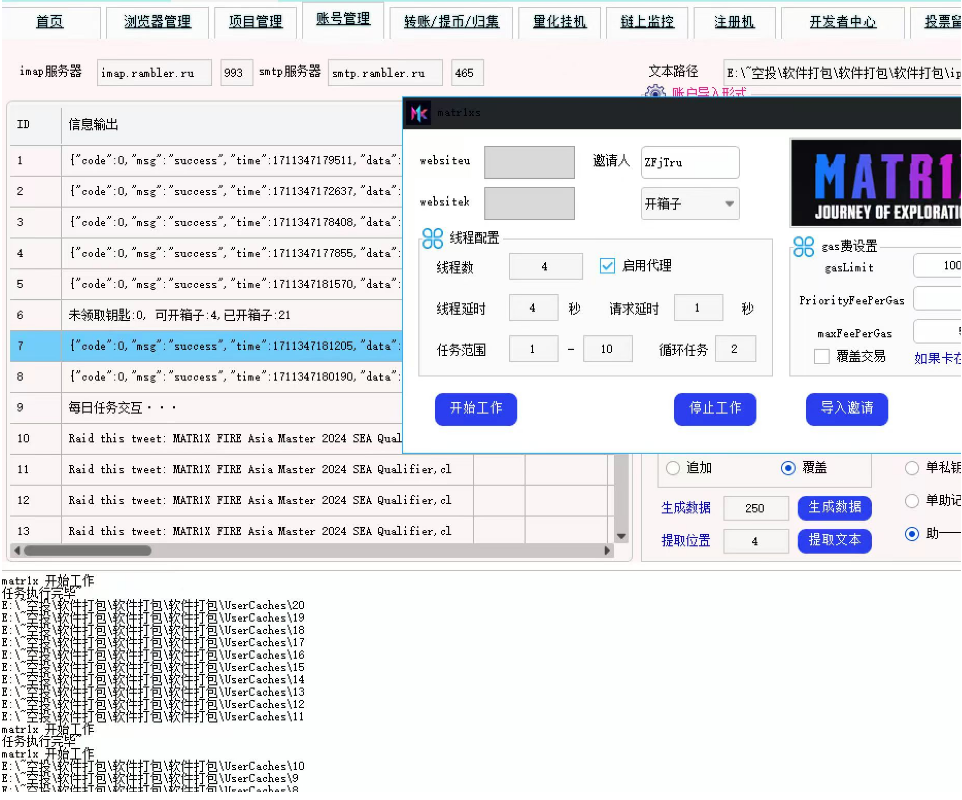 首页 浏览器管理 项目管理 账号管理 转账/提币/归集 量化挂机 链上监控 注册机 开发者中心 投票留
imap服务器 imap.rambler.ru 993 smtp服务器 smtp.rambler.ru 465 文本路径 E:\~空投\软件打包\软件打包\软件打包\ip
账户导入形式
ID 信息输出
1 {"code":0,"msg":"success","time":1711347179511,"data":
2 {"code":0,"msg":"success","time":1711347172637,"data":
3 {"code":0,"msg":"success","time":1711347178408,"data":
4 {"code":0,"msg":"success","time":1711347177855,"data":
5 {"code":0,"msg":"success","time":1711347181570,"data":
6 未领取钥匙:0, 可开箱子:4,已开箱子:21
7 {"code":0,"msg":"success","time":1711347181205,"data":
8 {"code":0,"msg":"success","time":1711347180190,"data":
9 每日任务交互···
10 Raid this tweet: MATR1X FIRE Asia Master 2024 SEA Qual
11 Raid this tweet: MATR1X FIRE Asia Master 2024 SEA Qualifier,cl
12 Raid this tweet: MATR1X FIRE Asia Master 2024 SEA Qualifier,cl
13 Raid this tweet: MATR1X FIRE Asia Master 2024 SEA Qualifier,cl
matr1xs
websiteu 邀请人 ZFjTru
websitek 开箱子
MATR1X
JOURNEY OF EXPLORATI
线程配置
线程数 4 启用代理
线程延时 4 秒 请求延时 1 秒
任务范围 1 - 10 循环任务 2
开始工作 停止工作 导入邀请
gas费设置
gasLimit 100
PriorityFeePerGas
maxFeePerGas 5
覆盖交易 如果卡在
追加 覆盖 单私钥
生成数据 250 生成数据 单助记
提取位置 4 提取文本 助一
matr1x 开始工作
任务执行完毕~
E:\~空投\软件打包\软件打包\软件打包\UserCaches\20
E:\~空投\软件打包\软件打包\软件打包\UserCaches\19
E:\~空投\软件打包\软件打包\软件打包\UserCaches\18
E:\~空投\软件打包\软件打包\软件打包\UserCaches\17
E:\~空投\软件打包\软件打包\软件打包\UserCaches\16
E:\~空投\软件打包\软件打包\软件打包\UserCaches\15
E:\~空投\软件打包\软件打包\软件打包\UserCaches\14
E:\~空投\软件打包\软件打包\软件打包\UserCaches\13
E:\~空投\软件打包\软件打包\软件打包\UserCaches\12
E:\~空投\软件打包\软件打包\软件打包\UserCaches\11
matr1x 开始工作
任务执行完毕~
matr1x 开始工作
E:\~空投\软件打包\软件打包\软件打包\UserCaches\10
E:\~空投\软件打包\软件打包\软件打包\UserCaches\9
E:\~空投\软件打包\软件打包\软件打包\UserCaches\8